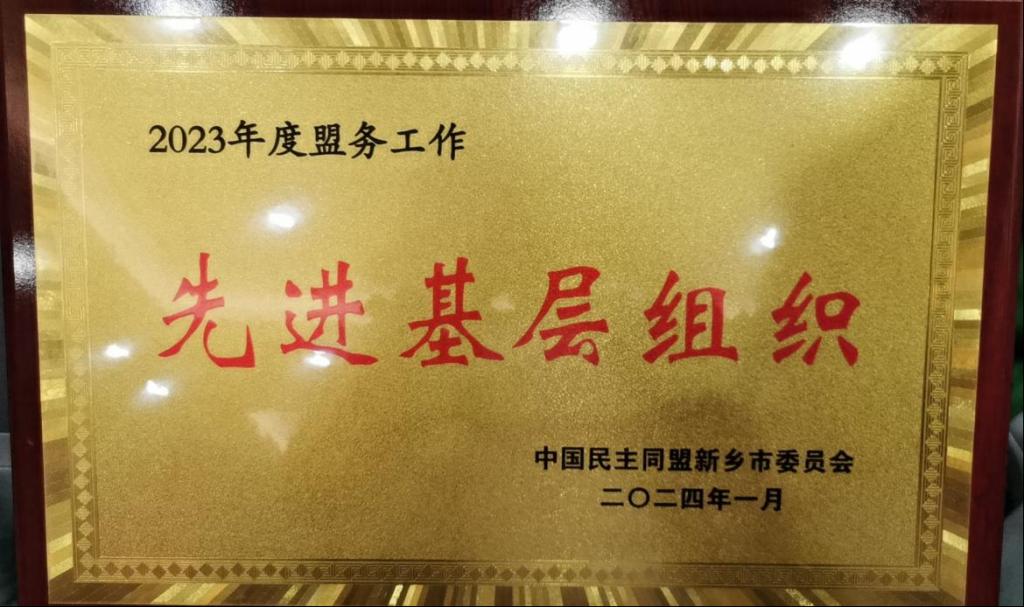 2023年度盟务工作
先进基层组织
中国民主同盟新乡市委员会
二〇二四年一月